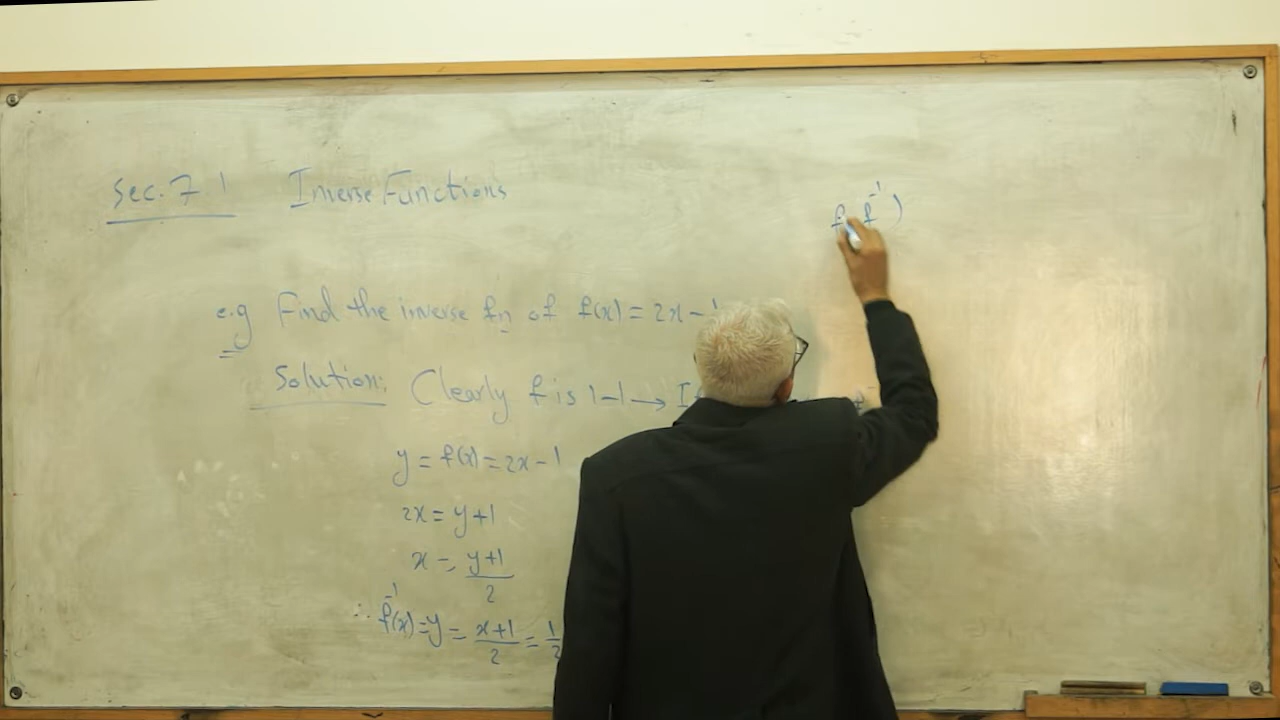 Sec. 7.1 Inverse Functions
e.g Find the inverse fn of f(x) = 2x - 1
Solution: Clearly f is 1-1 →
y = f(x) = 2x - 1
2x = y+1
x = y+1/2
∴ f⁻¹(x) = y = x+1/2 = 1/2
f f⁻¹)